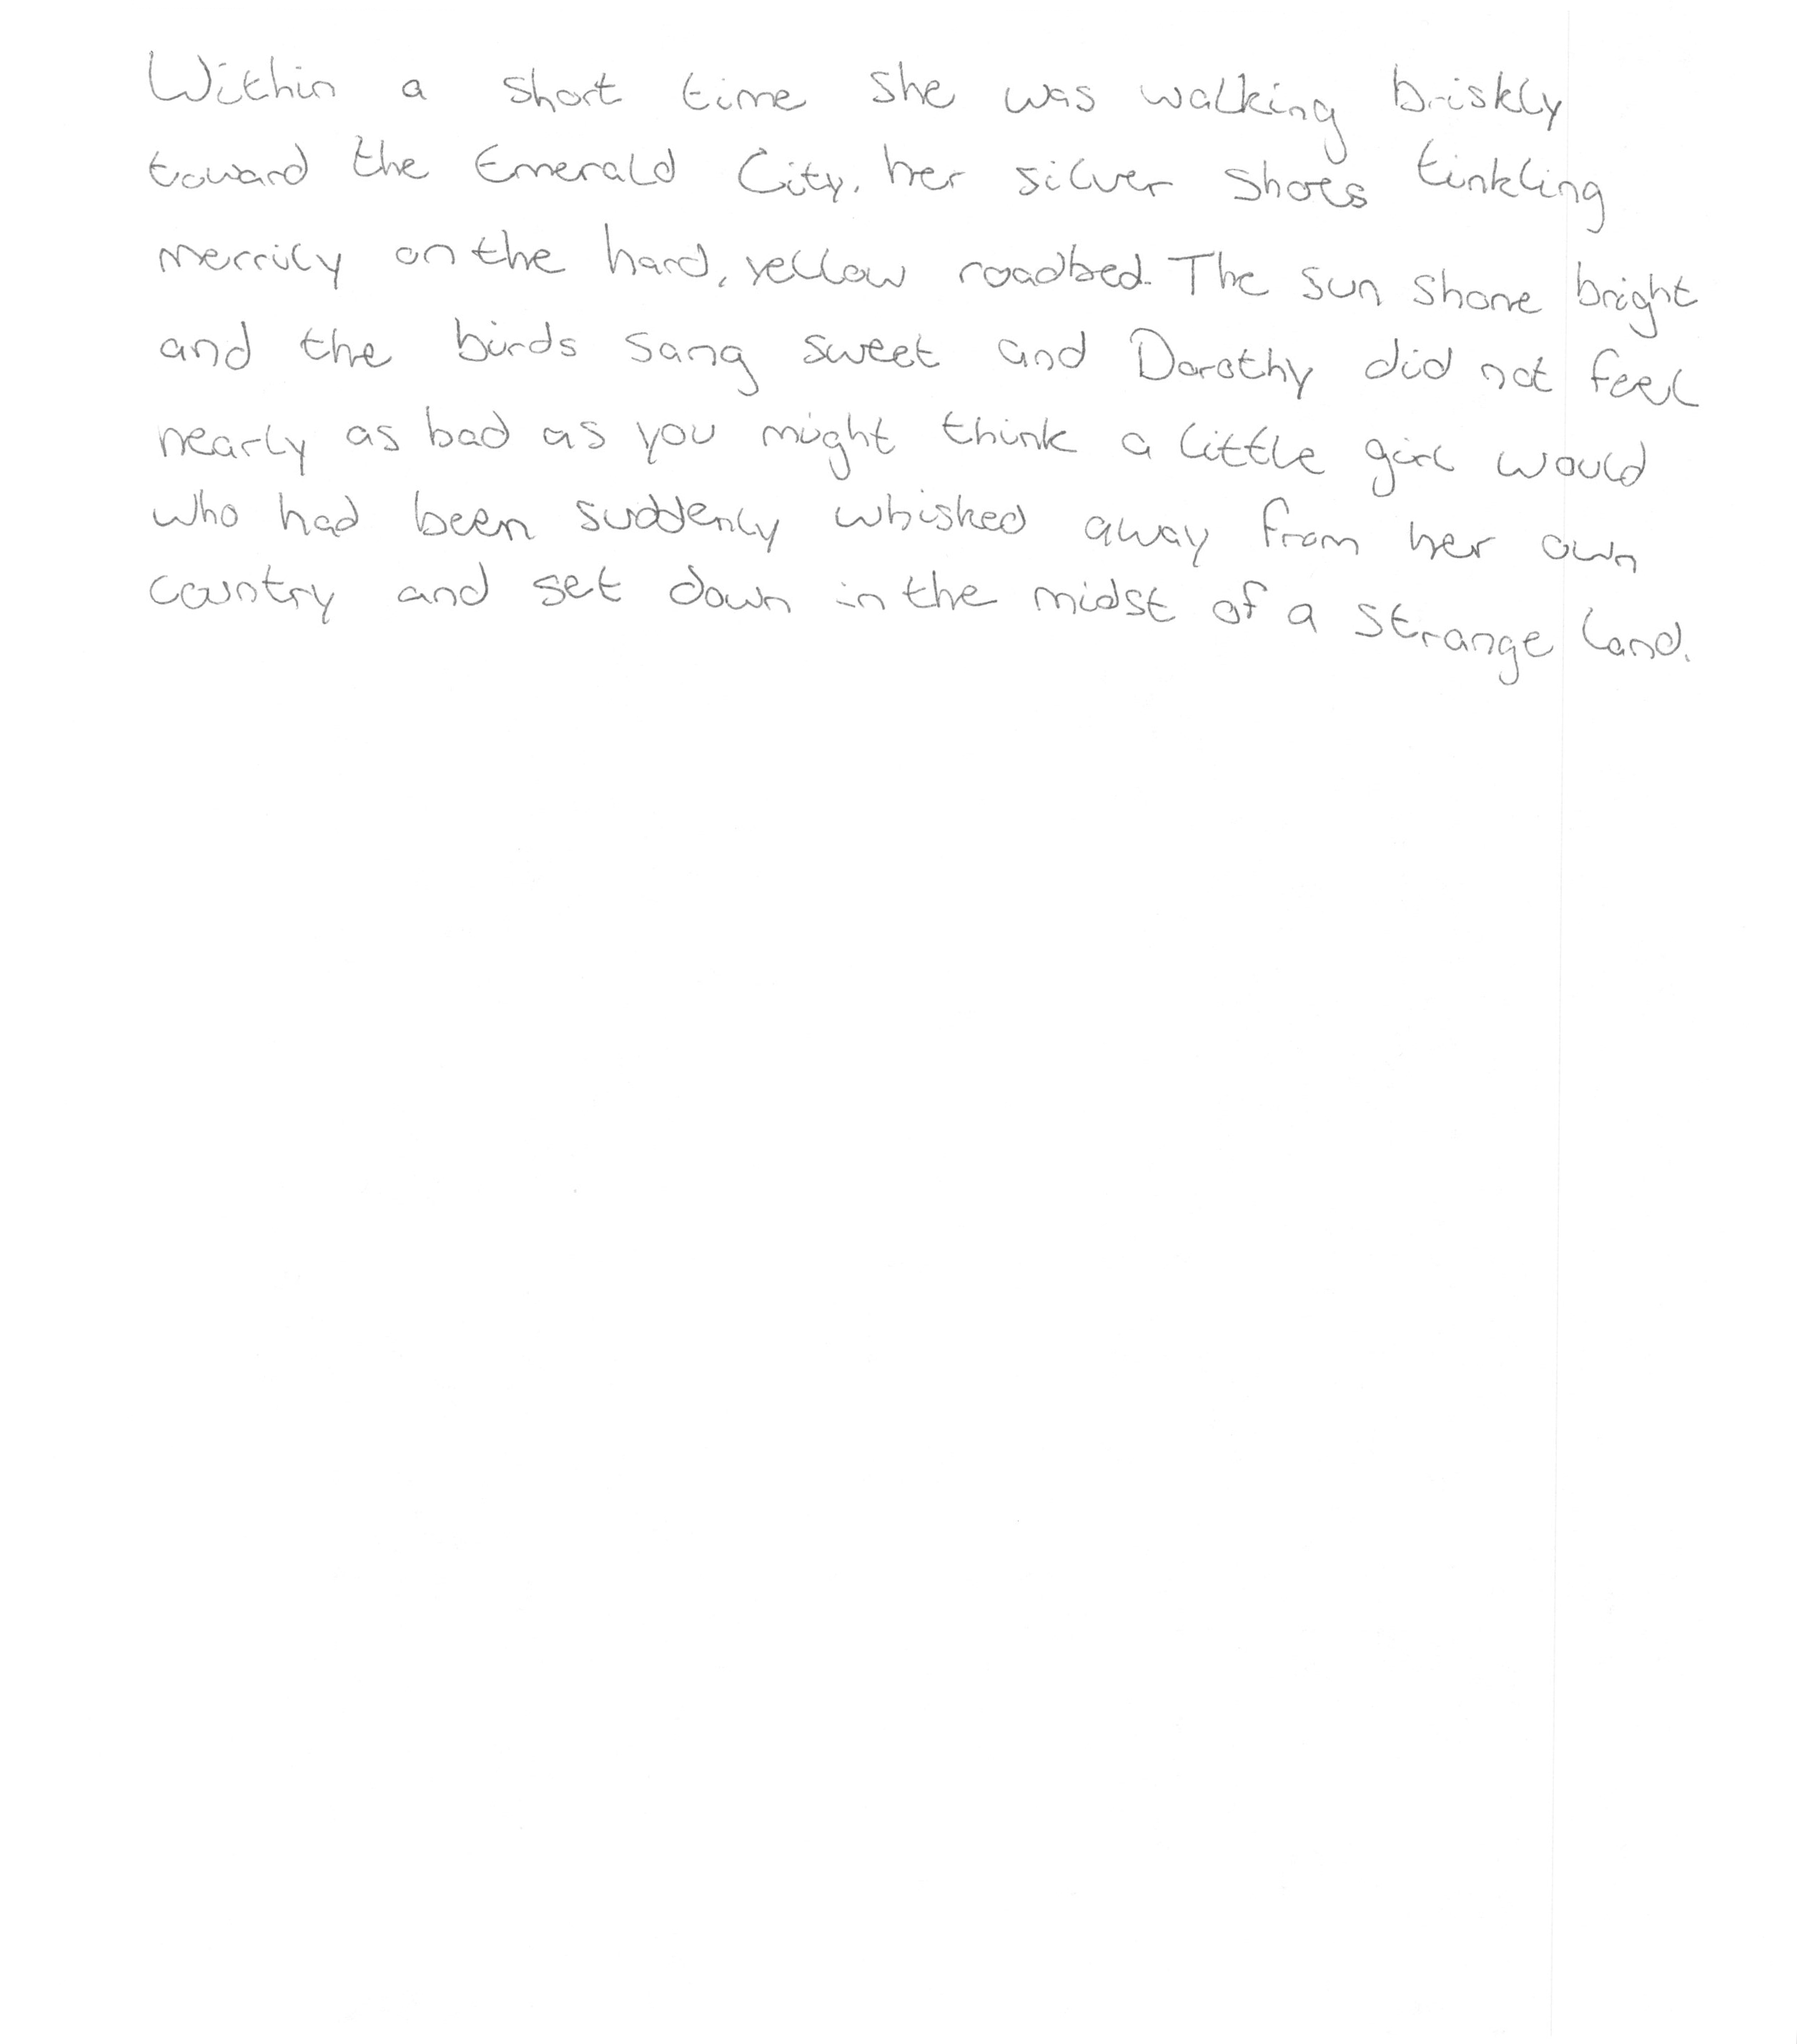 Within a short time she was walking briskly
toward the Emerald City, her silver shoes tinkling
merrily on the hard, yellow roadbed. The sun shone bright
and the birds sang sweet and Dorothy did not feel
nearly as bad as you might think a little girl would
who had been suddenly whisked away from her own
country and set down in the midst of a strange land.